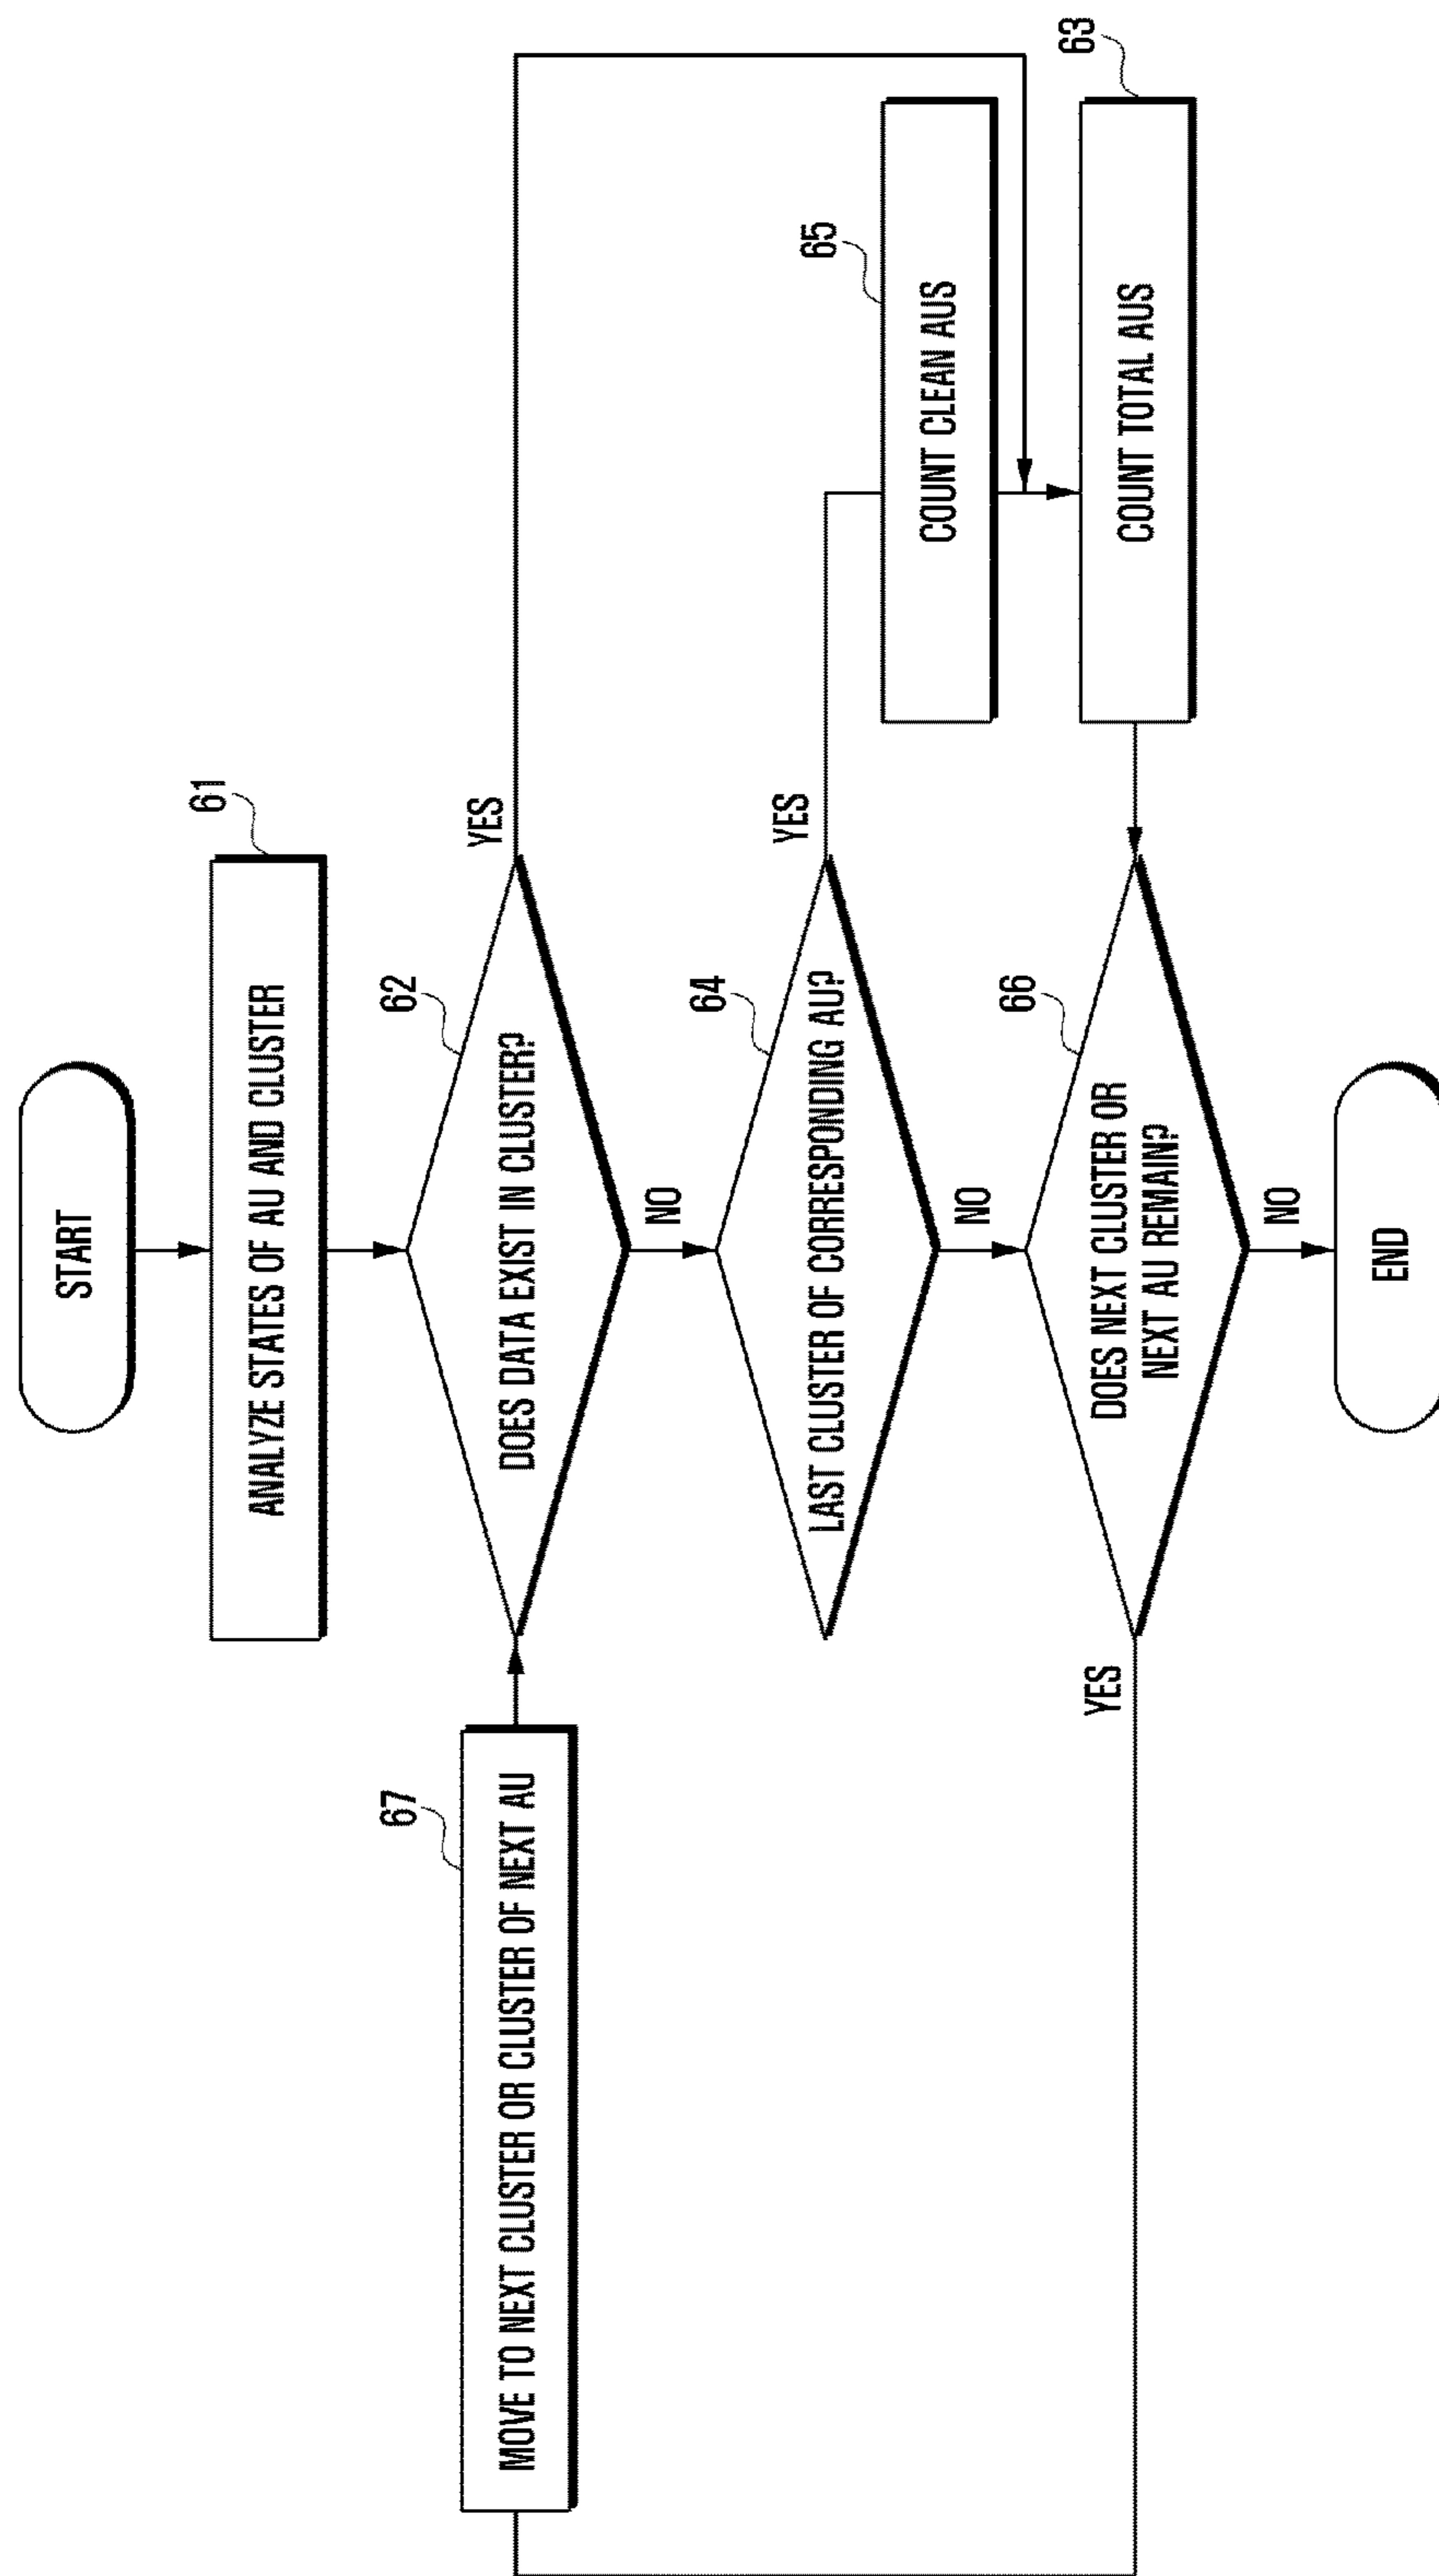 START
61
ANALYZE STATES OF AU AND CLUSTER
67
MOVE TO NEXT CLUSTER OR CLUSTER OF NEXT AU
62
DOES DATA EXIST IN CLUSTER?
YES
NO
64
LAST CLUSTER OF CORRESPONDING AU?
YES
NO
65
COUNT CLEAN AUS
63
COUNT TOTAL AUS
66
DOES NEXT CLUSTER OR
NEXT AU REMAIN?
YES
NO
END